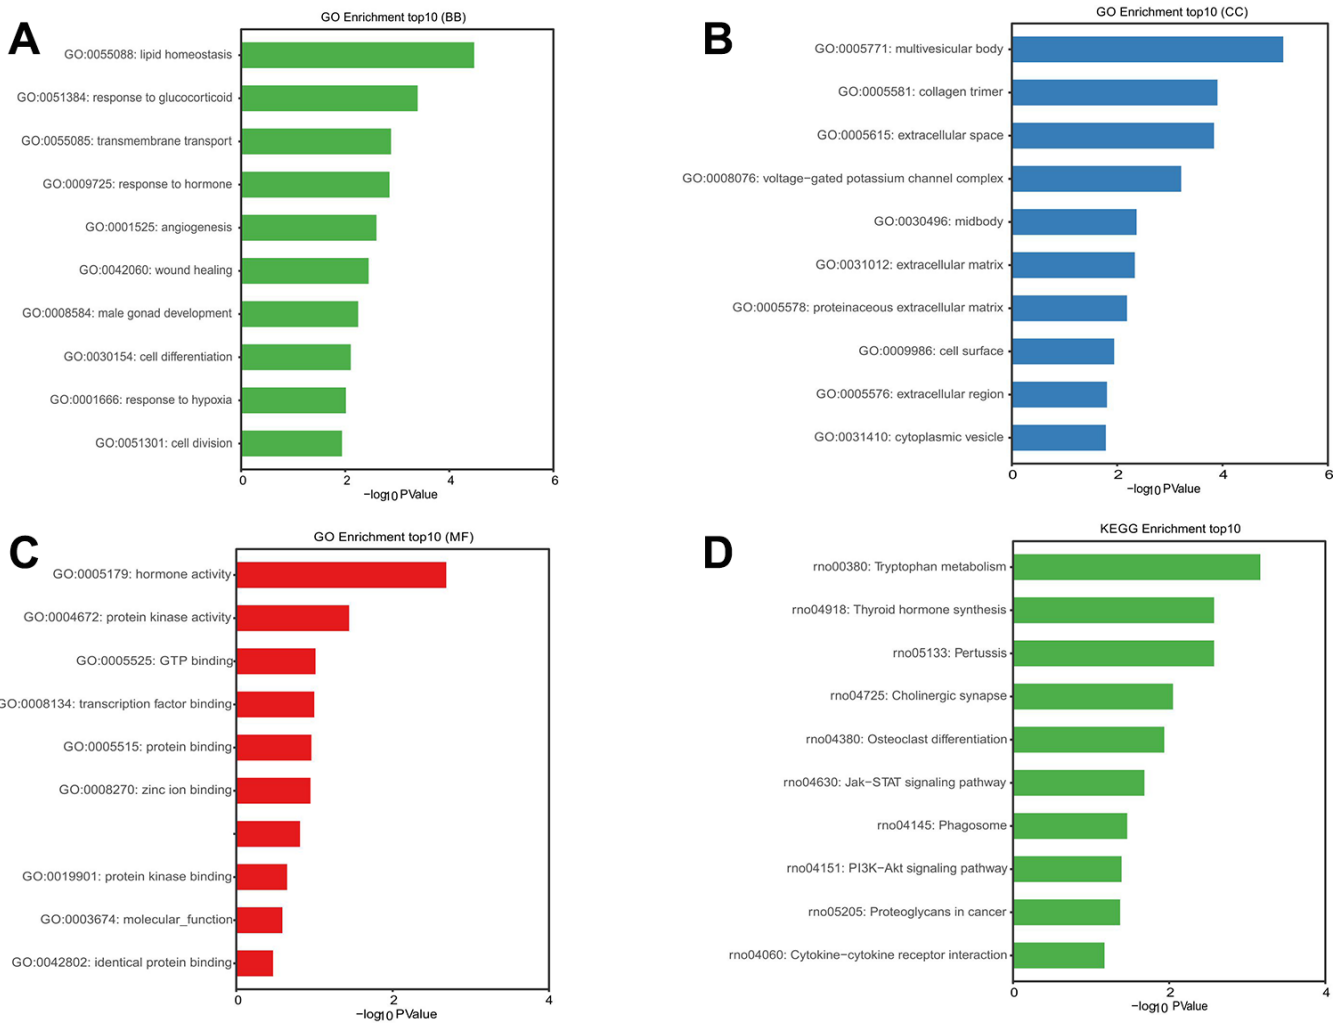 A
GO Enrichment top10 (BB)
GO:0055088: lipid homeostasis
GO:0051384: response to glucocorticoid
GO:0055085: transmembrane transport
GO:0009725: response to hormone
GO:0001525: angiogenesis
GO:0042060: wound healing
GO:0008584: male gonad development
GO:0030154: cell differentiation
GO:0001666: response to hypoxia
GO:0051301: cell division
0 2 4 6
−log10 PValue
B
GO Enrichment top10 (CC)
GO:0005771: multivesicular body
GO:0005581: collagen trimer
GO:0005615: extracellular space
GO:0008076: voltage−gated potassium channel complex
GO:0030496: midbody
GO:0031012: extracellular matrix
GO:0005578: proteinaceous extracellular matrix
GO:0009986: cell surface
GO:0005576: extracellular region
GO:0031410: cytoplasmic vesicle
0 2 4 6
−log10 PValue
C
GO Enrichment top10 (MF)
GO:0005179: hormone activity
GO:0004672: protein kinase activity
GO:0005525: GTP binding
GO:0008134: transcription factor binding
GO:0005515: protein binding
GO:0008270: zinc ion binding
GO:0019901: protein kinase binding
GO:0003674: molecular_function
GO:0042802: identical protein binding
0 2 4
−log10 PValue
D
KEGG Enrichment top10
rno00380: Tryptophan metabolism
rno04918: Thyroid hormone synthesis
rno05133: Pertussis
rno04725: Cholinergic synapse
rno04380: Osteoclast differentiation
rno04630: Jak−STAT signaling pathway
rno04145: Phagosome
rno04151: PI3K−Akt signaling pathway
rno05205: Proteoglycans in cancer
rno04060: Cytokine−cytokine receptor interaction
0 2 4
−log10 PValue